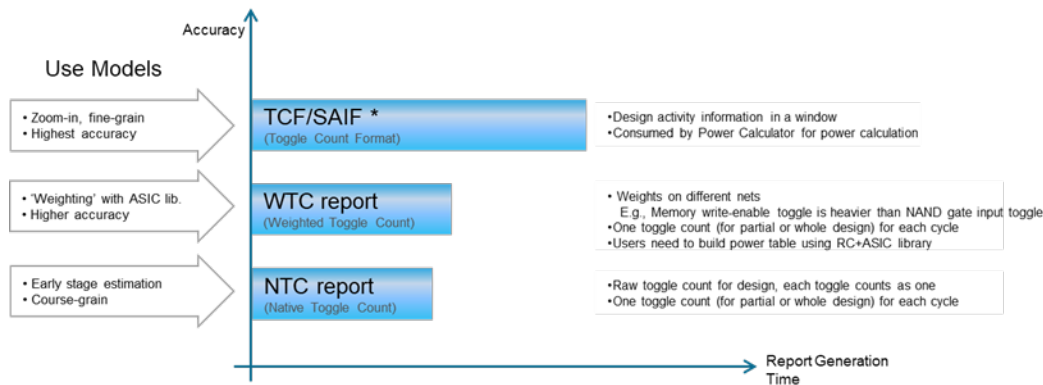 Accuracy
Use Models
• Zoom-in, fine-grain
• Highest accuracy
TCF/SAIF *
(Toggle Count Format)
•Design activity information in a window
•Consumed by Power Calculator for power calculation
• 'Weighting' with ASIC lib.
• Higher accuracy
WTC report
(Weighted Toggle Count)
• Weights on different nets
E.g., Memory write-enable toggle is heavier than NAND gate input toggle
•One toggle count (for partial or whole design) for each cycle
•Users need to build power table using RC+ASIC library
• Early stage estimation
• Course-grain
NTC report
(Native Toggle Count)
•Raw toggle count for design, each toggle counts as one
•One toggle count (for partial or whole design) for each cycle
Report Generation
Time